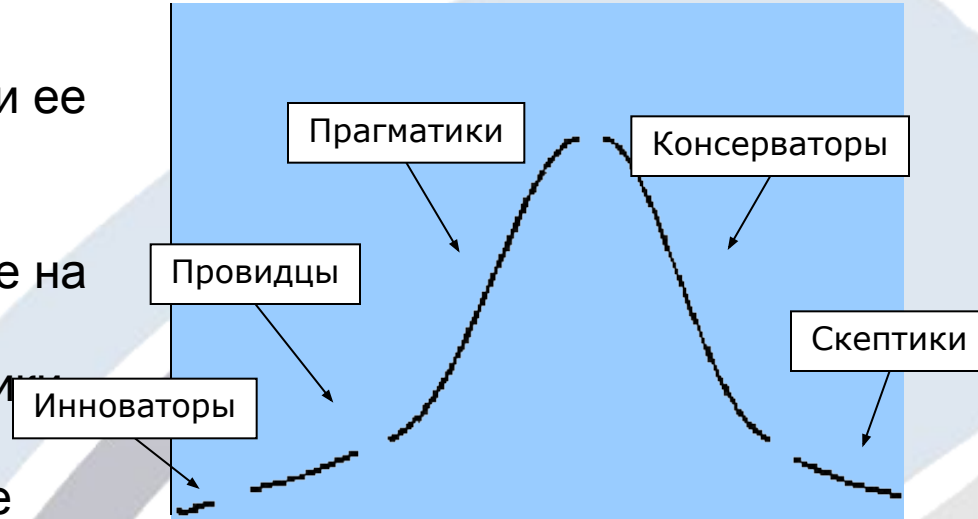 и ее
Прагматики
Консерваторы
е на
Провидцы
Скептики
Инноваторы
е